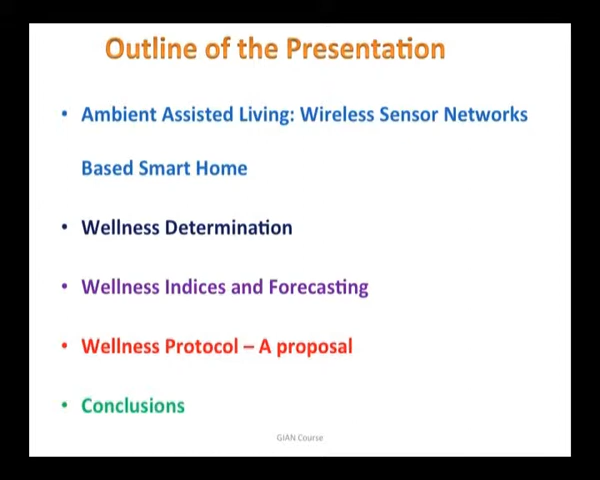 Outline of the Presentation
• Ambient Assisted Living: Wireless Sensor Networks
Based Smart Home
• Wellness Determination
• Wellness Indices and Forecasting
• Wellness Protocol – A proposal
• Conclusions
GIAN Course